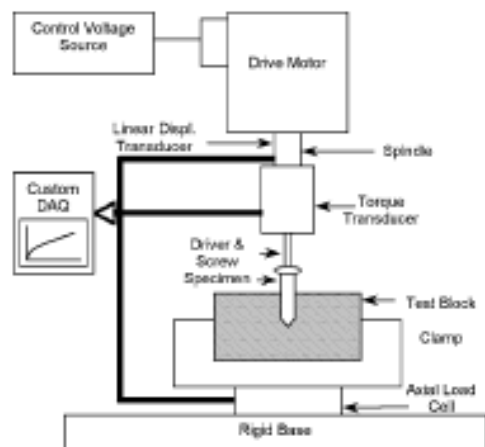 Control Voltage
Source
Drive Motor
Linear Displ.
Transducer
Spindle
Custom
DAQ
Torque
Transducer
Driver &
Screw
Specimen
Test Block
Clamp
Axial Load
Cell
Rigid Base